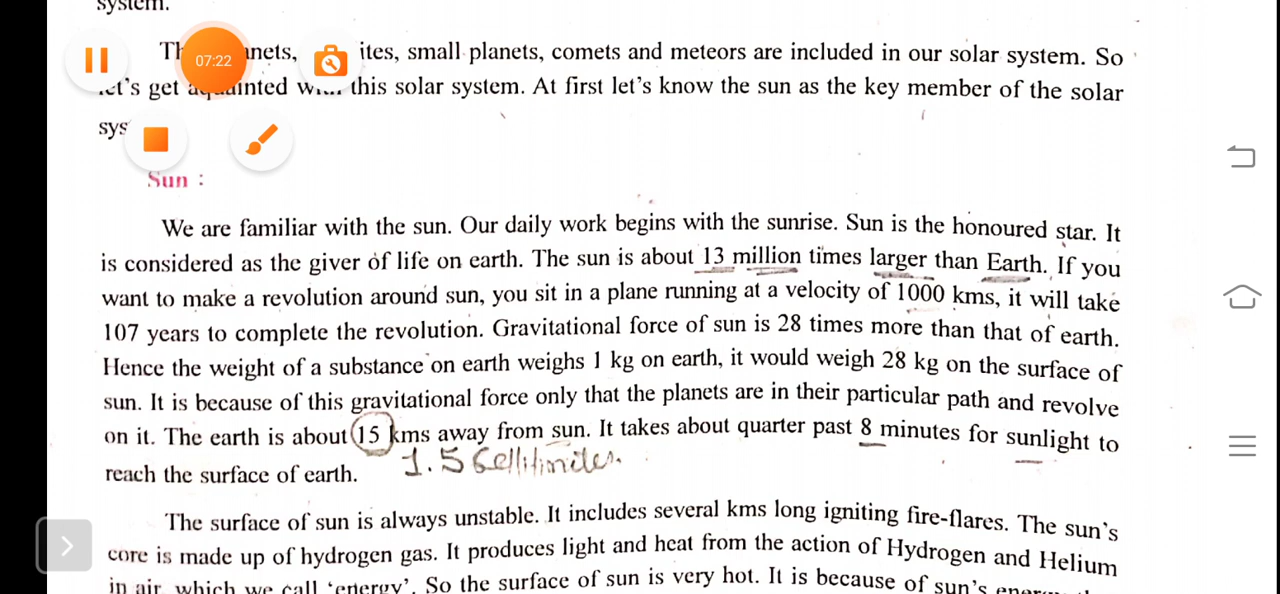 system.
planets, ites, small planets, comets and meteors are included in our solar system. So
let's get acquainted with this solar system. At first let's know the sun as the key member of the solar
sys
07:22
Sun :
We are familiar with the sun. Our daily work begins with the sunrise. Sun is the honoured star. It
is considered as the giver of life on earth. The sun is about 13 million times larger than Earth. If you
want to make a revolution around sun, you sit in a plane running at a velocity of 1000 kms, it will take
107 years to complete the revolution. Gravitational force of sun is 28 times more than that of earth.
Hence the weight of a substance on earth weighs 1 kg on earth, it would weigh 28 kg on the surface of
sun. It is because of this gravitational force only that the planets are in their particular path and revolve
on it. The earth is about 15 kms away from sun. It takes about quarter past 8 minutes for sunlight to
1.5
reach the surface of earth.
The surface of sun is always unstable. It includes several kms long igniting fire-flares. The sun's
core is made up of hydrogen gas. It produces light and heat from the action of Hydrogen and Helium
in air, which we call 'energy'. So the surface of sun is very hot. It is because of sun's